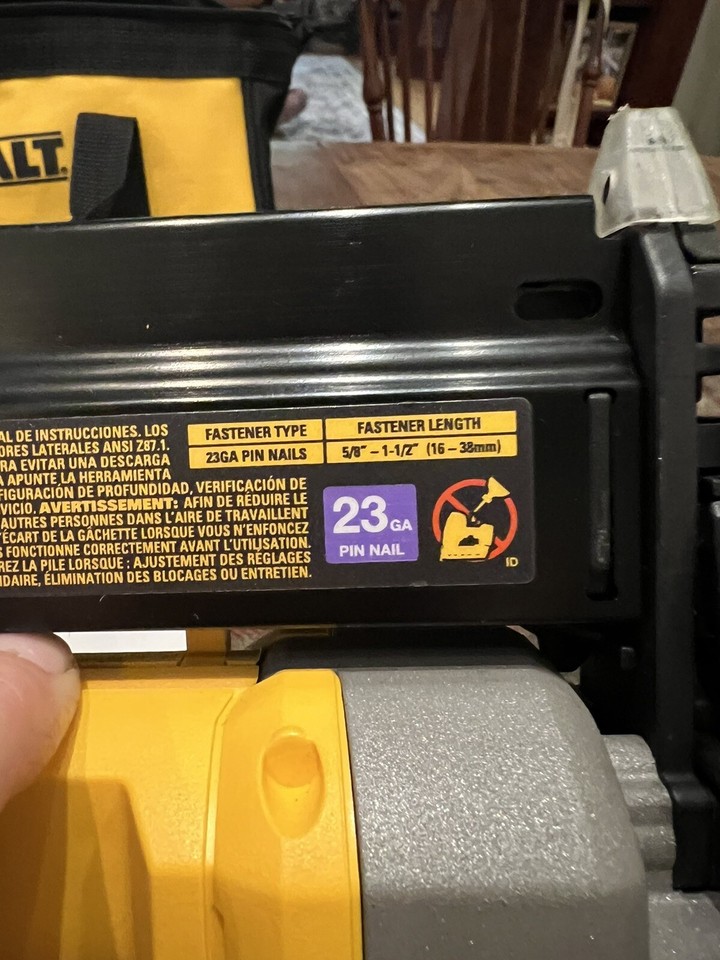 ALT.
AL DE INSTRUCCIONES. LOS
ORES LATERALES ANSI Z87.1.
RA EVITAR UNA DESCARGA
A APUNTE LA HERRAMIENTA
FIGURACIÓN DE PROFUNDIDAD, VERIFICACIÓN DE
VICIO. AVERTISSEMENT: AFIN DE RÉDUIRE LE
AUTRES PERSONNES DANS L'AIRE DE TRAVAILLENT
'ÉCART DE LA GÂCHETTE LORSQUE VOUS N'ENFONCEZ
S FONCTIONNE CORRECTEMENT AVANT L'UTILISATION.
REZ LA PILE LORSQUE : AJUSTEMENT DES RÉGLAGES
IDAIRE, ÉLIMINATION DES BLOCAGES OU ENTRETIEN.
FASTENER TYPE FASTENER LENGTH
23GA PIN NAILS 5/8" – 1-1/2" (16 – 38mm)
23 GA
PIN NAIL
ID